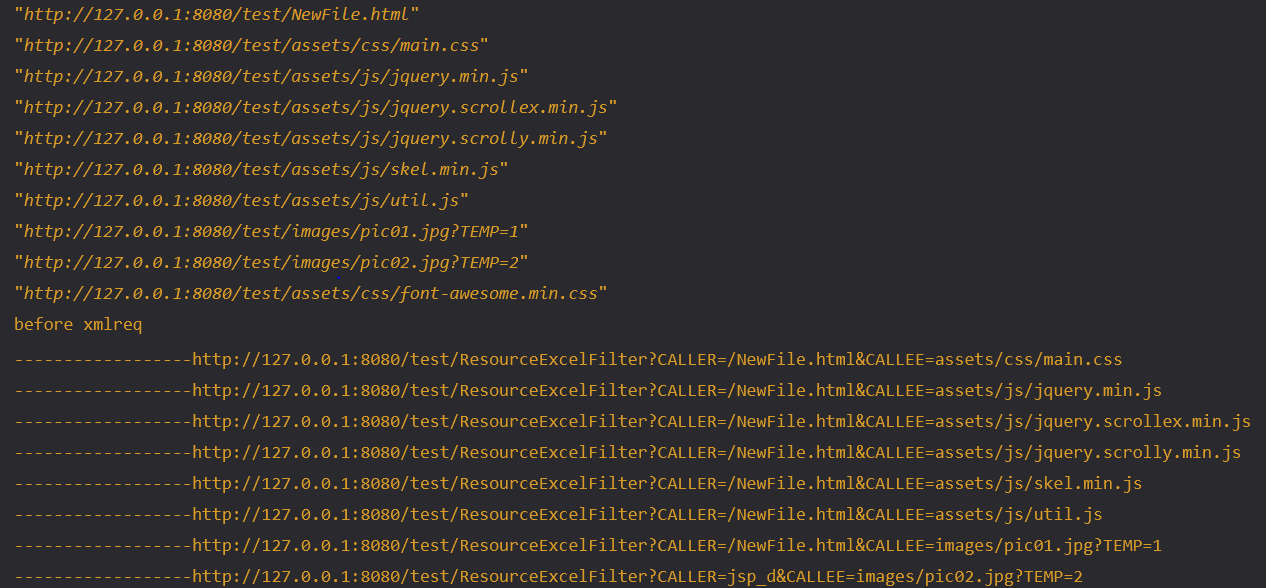 "http://127.0.0.1:8080/test/NewFile.html"
"http://127.0.0.1:8080/test/assets/css/main.css"
"http://127.0.0.1:8080/test/assets/js/jquery.min.js"
"http://127.0.0.1:8080/test/assets/js/jquery.scrollex.min.js"
"http://127.0.0.1:8080/test/assets/js/jquery.scrolly.min.js"
"http://127.0.0.1:8080/test/assets/js/skel.min.js"
"http://127.0.0.1:8080/test/assets/js/util.js"
"http://127.0.0.1:8080/test/images/pic01.jpg?TEMP=1"
"http://127.0.0.1:8080/test/images/pic02.jpg?TEMP=2"
"http://127.0.0.1:8080/test/assets/css/font-awesome.min.css"
before xmlreq
------------------http://127.0.0.1:8080/test/ResourceExcelFilter?CALLER=/NewFile.html&CALLEE=assets/css/main.css
------------------http://127.0.0.1:8080/test/ResourceExcelFilter?CALLER=/NewFile.html&CALLEE=assets/js/jquery.min.js
------------------http://127.0.0.1:8080/test/ResourceExcelFilter?CALLER=/NewFile.html&CALLEE=assets/js/jquery.scrollex.min.js
------------------http://127.0.0.1:8080/test/ResourceExcelFilter?CALLER=/NewFile.html&CALLEE=assets/js/jquery.scrolly.min.js
------------------http://127.0.0.1:8080/test/ResourceExcelFilter?CALLER=/NewFile.html&CALLEE=assets/js/skel.min.js
------------------http://127.0.0.1:8080/test/ResourceExcelFilter?CALLER=/NewFile.html&CALLEE=assets/js/util.js
------------------http://127.0.0.1:8080/test/ResourceExcelFilter?CALLER=/NewFile.html&CALLEE=images/pic01.jpg?TEMP=1
------------------http://127.0.0.1:8080/test/ResourceExcelFilter?CALLER=jsp_d&CALLEE=images/pic02.jpg?TEMP=2